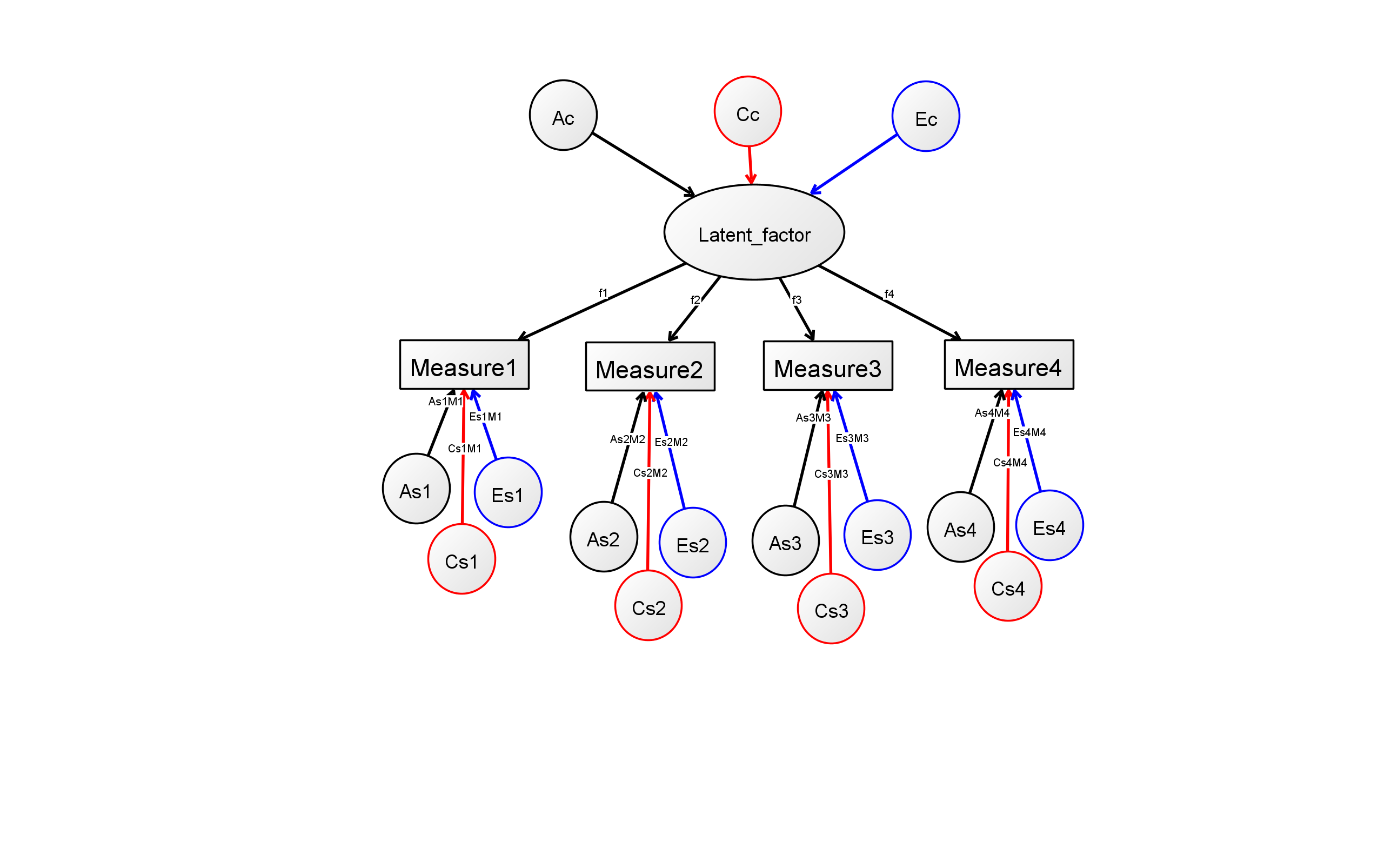 Ac
Cc
Ec
Latent_factor
f1
f2
f3
f4
Measure1
Measure2
Measure3
Measure4
As1M1
Es1M1
Cs1M1
As2M2
Es2M2
Cs2M2
As3M3
Es3M3
Cs3M3
As4M4
Es4M4
Cs4M4
As1
Es1
Cs1
As2
Es2
Cs2
As3
Es3
Cs3
As4
Es4
Cs4